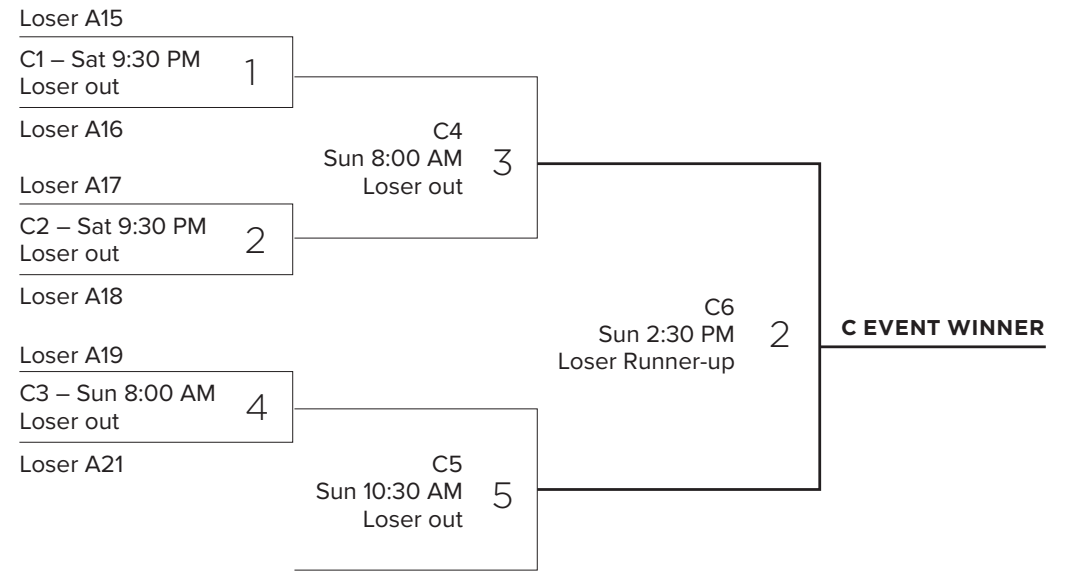 Loser A15
C1 – Sat 9:30 PM
Loser out
1
Loser A16
Loser A17
C2 – Sat 9:30 PM
Loser out
2
Loser A18
Loser A19
C3 – Sun 8:00 AM
Loser out
4
Loser A21
C4
Sun 8:00 AM
Loser out
3
C5
Sun 10:30 AM
Loser out
5
C6
Sun 2:30 PM
Loser Runner-up
2
C EVENT WINNER